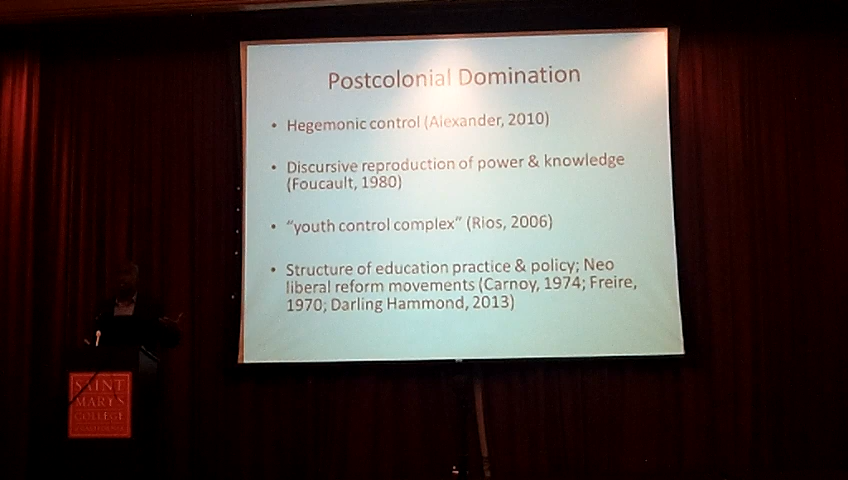 Postcolonial Domination
• Hegemonic control (Alexander, 2010)
• Discursive reproduction of power & knowledge
(Foucault, 1980)
• “youth control complex” (Rios, 2006)
• Structure of education practice & policy; Neo
liberal reform movements (Carnoy, 1974; Freire,
1970; Darling Hammond, 2013)
SAINT
MARY'S
COLLEGE